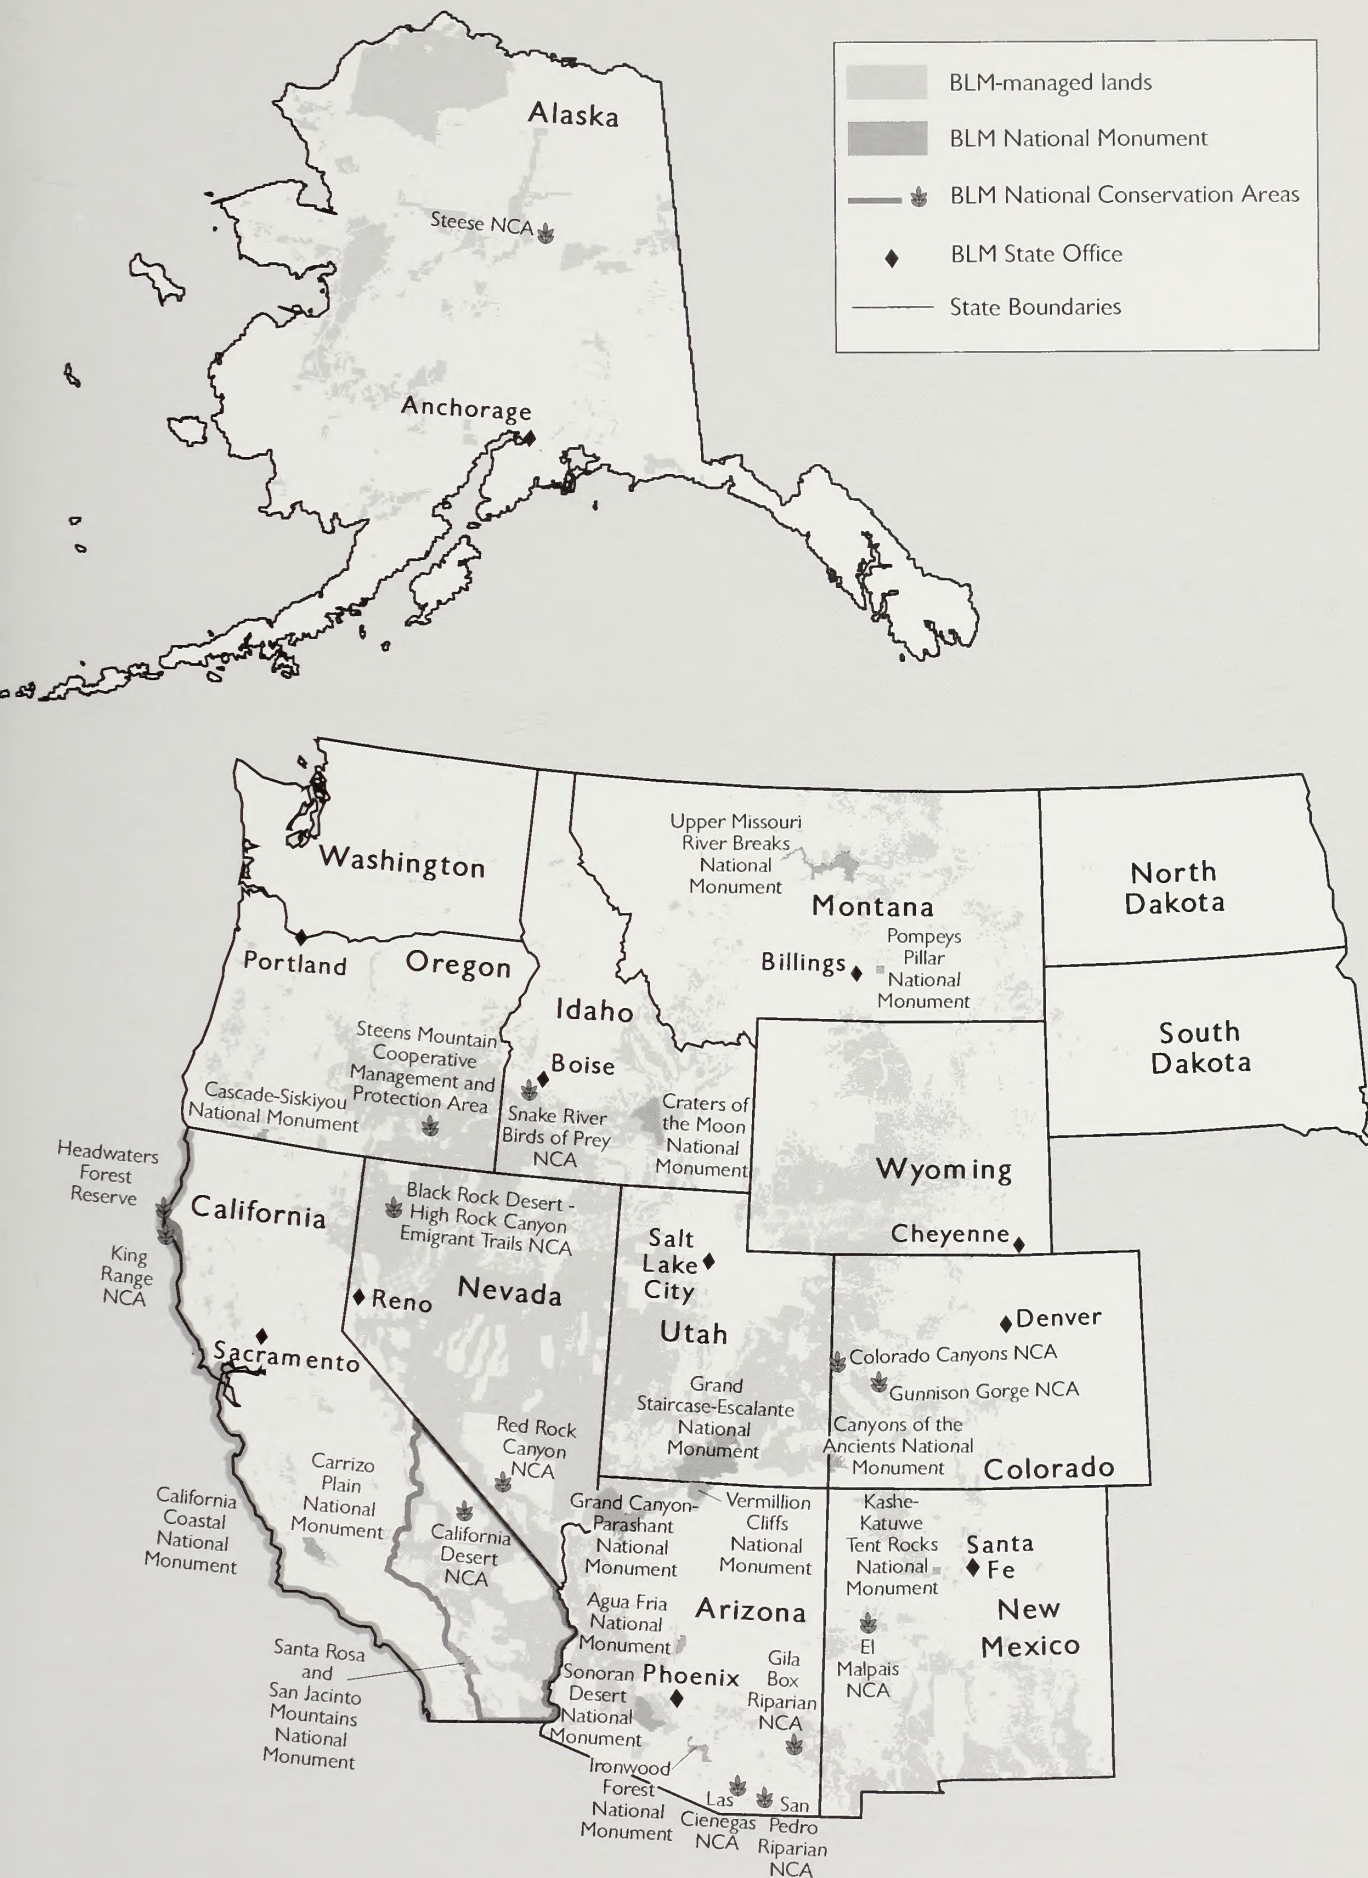 BLM-managed lands
BLM National Monument
BLM National Conservation Areas
BLM State Office
State Boundaries
Alaska
Steese NCA
Anchorage
Washington
Upper Missouri
River Breaks
National
Monument
Montana
North
Dakota
Portland
Oregon
Billings
Pompeys
Pillar
National
Monument
Idaho
South
Dakota
Steens Mountain
Cooperative
Management and
Protection Area
Boise
Cascade-Siskiyou
National Monument
Snake River
Birds of Prey
NCA
Craters of
the Moon
National
Monument
Wyoming
Cheyenne
Headwaters
Forest
Reserve
California
King
Range
NCA
Black Rock Desert -
High Rock Canyon
Emigrant Trails NCA
Salt
Lake
City
Nevada
Reno
Utah
Denver
Sacramento
Colorado Canyons NCA
Gunnison Gorge NCA
Grand
Staircase-Escalante
National
Monument
Canyons of the
Ancients National
Monument
Colorado
Red Rock
Canyon
NCA
Carrizo
Plain
National
Monument
California
Coastal
National
Monument
California
Desert
NCA
Grand Canyon-
Parashant
National
Monument
Vermillion
Cliffs
National
Monument
Kashe-
Katuwe
Tent Rocks
National
Monument
Santa
Fe
Agua Fria
National
Monument
Arizona
New
Mexico
El
Malpais
NCA
Santa Rosa
and
San Jacinto
Mountains
National
Monument
Sonoran
Desert
National
Monument
Phoenix
Gila
Box
Riparian
NCA
Ironwood
Forest
National
Monument
Las
Cienegas
NCA
San
Pedro
Riparian
NCA